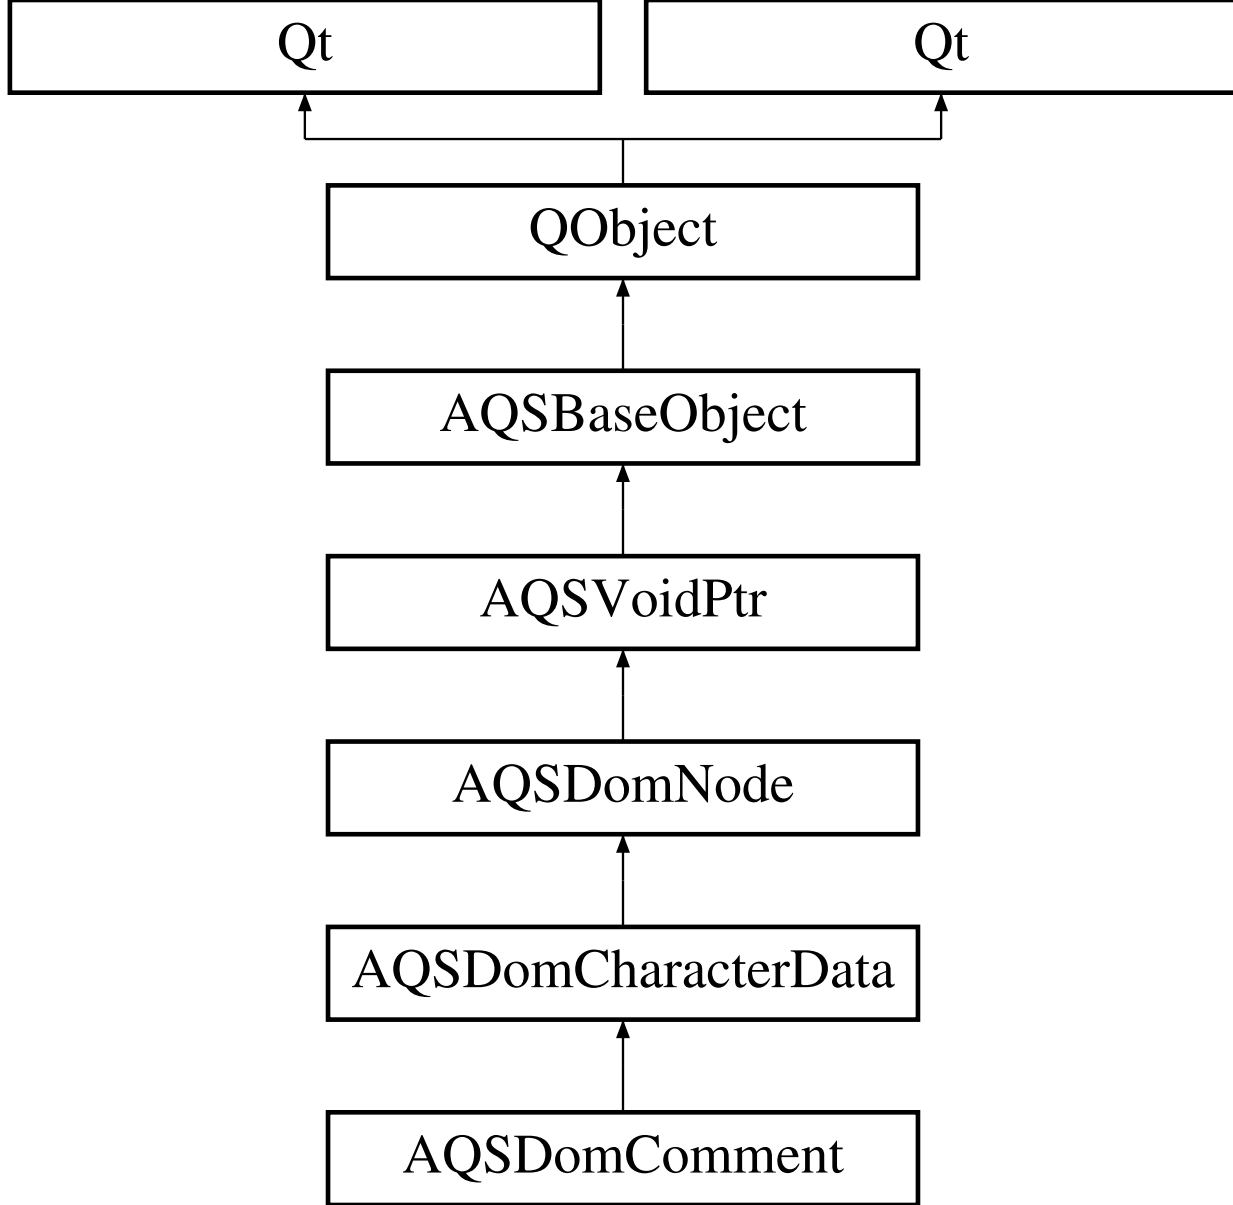 Qt
Qt
QObject
AQSBaseObject
AQSVoidPtr
AQSDomNode
AQSDomCharacterData
AQSDomComment